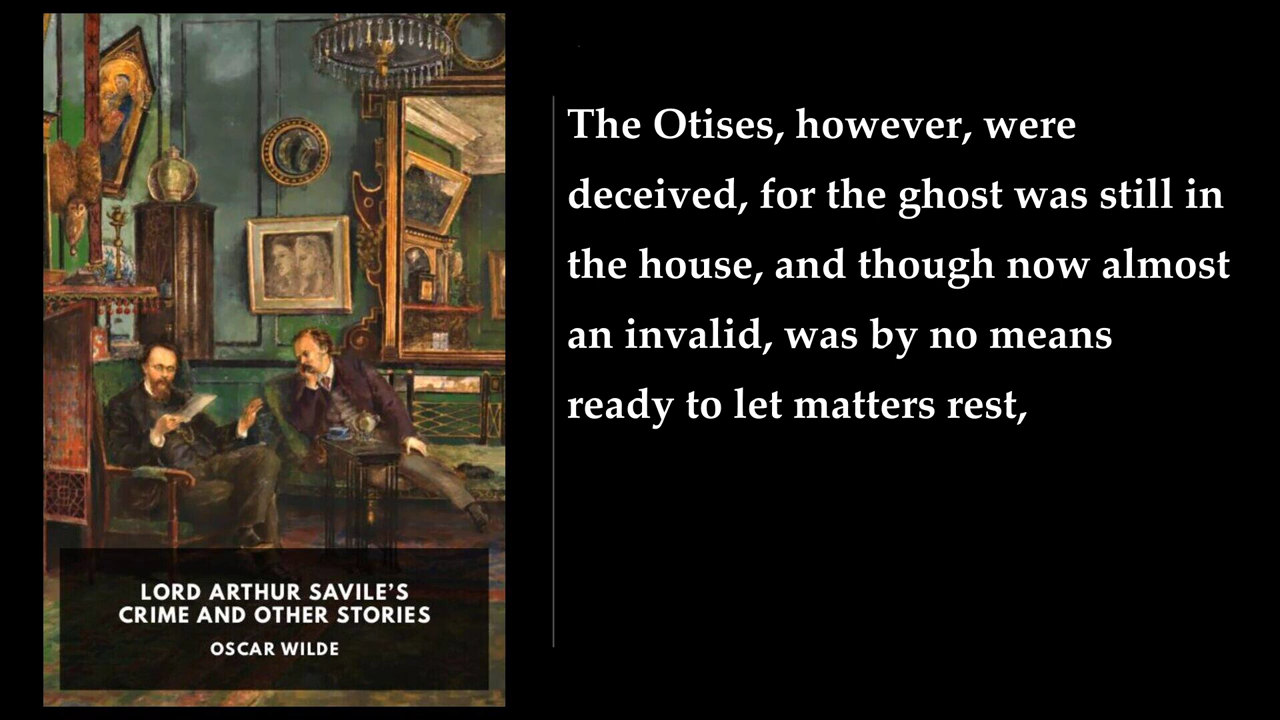 LORD ARTHUR SAVILE'S
CRIME AND OTHER STORIES
OSCAR WILDE
The Otises, however, were
deceived, for the ghost was still in
the house, and though now almost
an invalid, was by no means
ready to let matters rest,